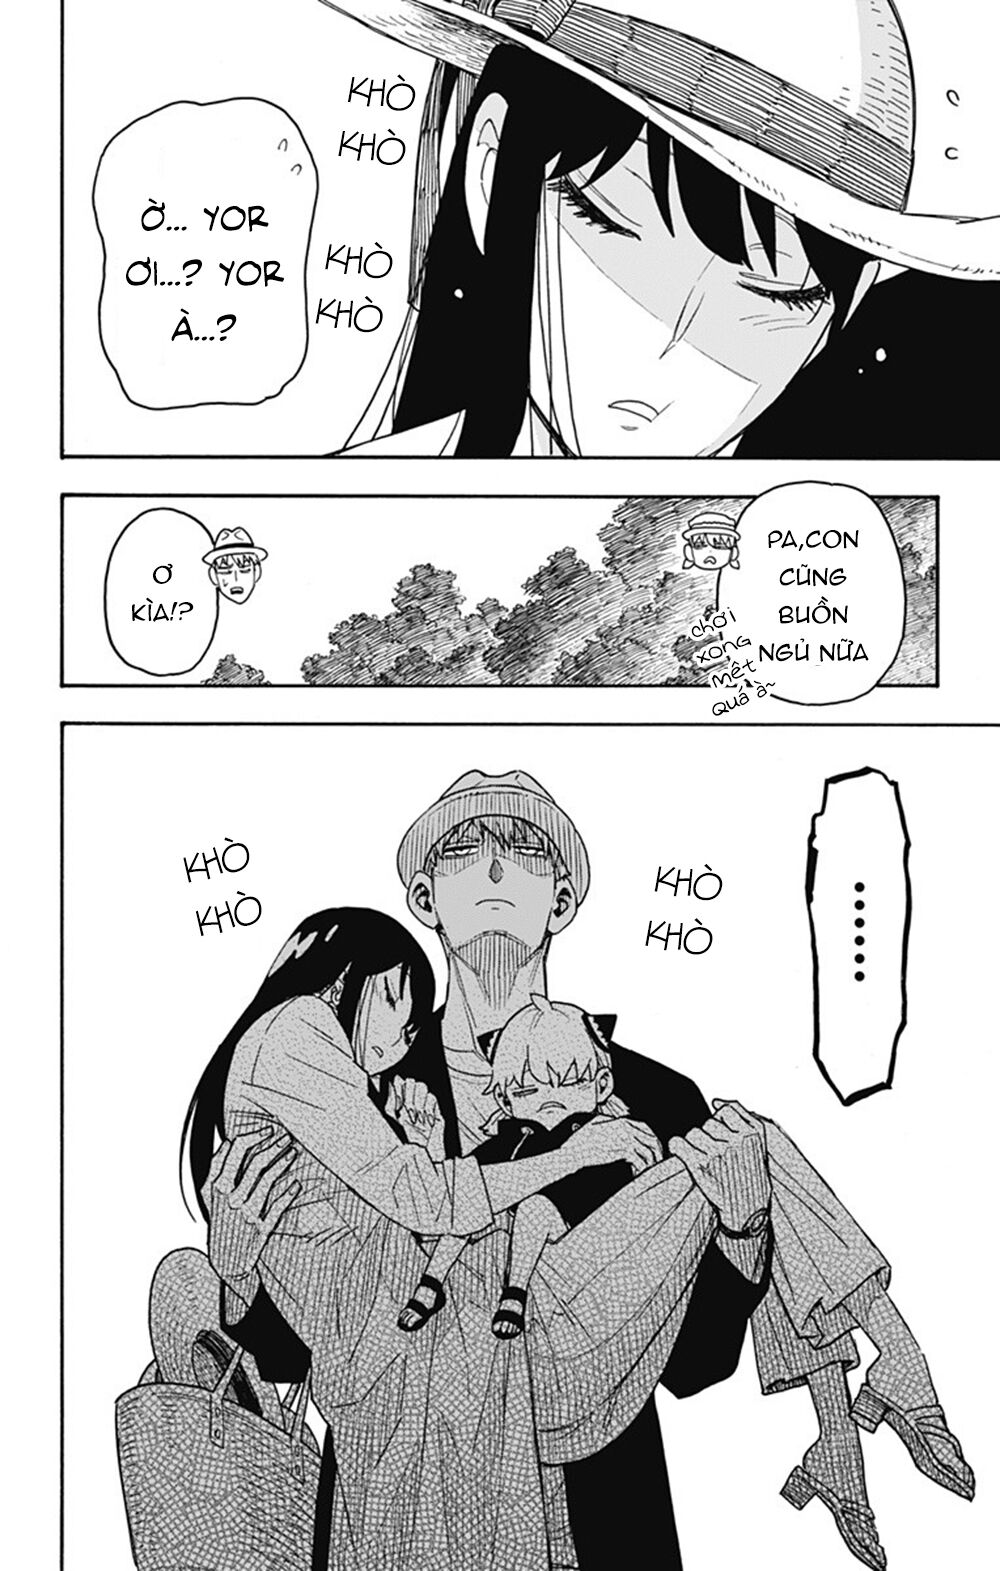 KHÒ
KHÒ
Ờ... YOR
ƠI...? YOR
À...?
KHÒ
KHÒ
Ơ
KÌA!?
PA,CON
CŨNG
BUỒN
NGỦ NỮA
chơi
xong
mệt
quá à~
......
KHÒ
KHÒ
KHÒ
KHÒ